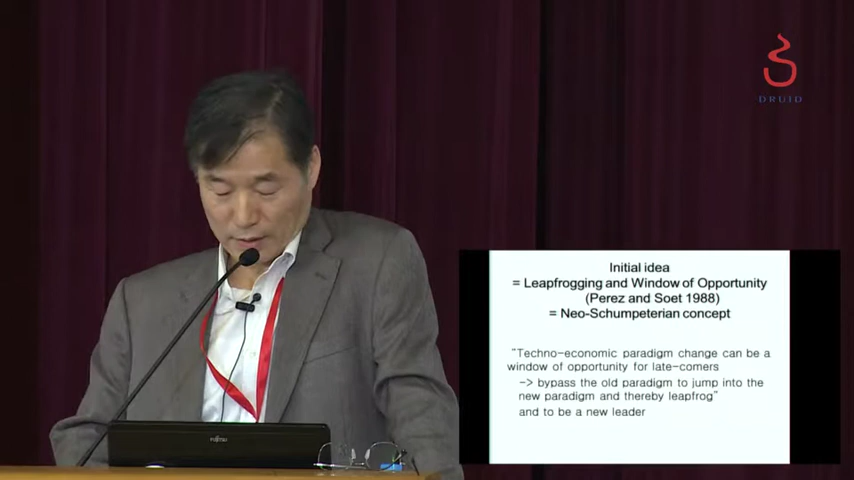 DRUID
Initial idea
= Leapfrogging and Window of Opportunity
(Perez and Soet 1988)
= Neo-Schumpeterian concept
"Techno-economic paradigm change can be a
window of opportunity for late-comers
-> bypass the old paradigm to jump into the
new paradigm and thereby leapfrog"
and to be a new leader
FUJITSU